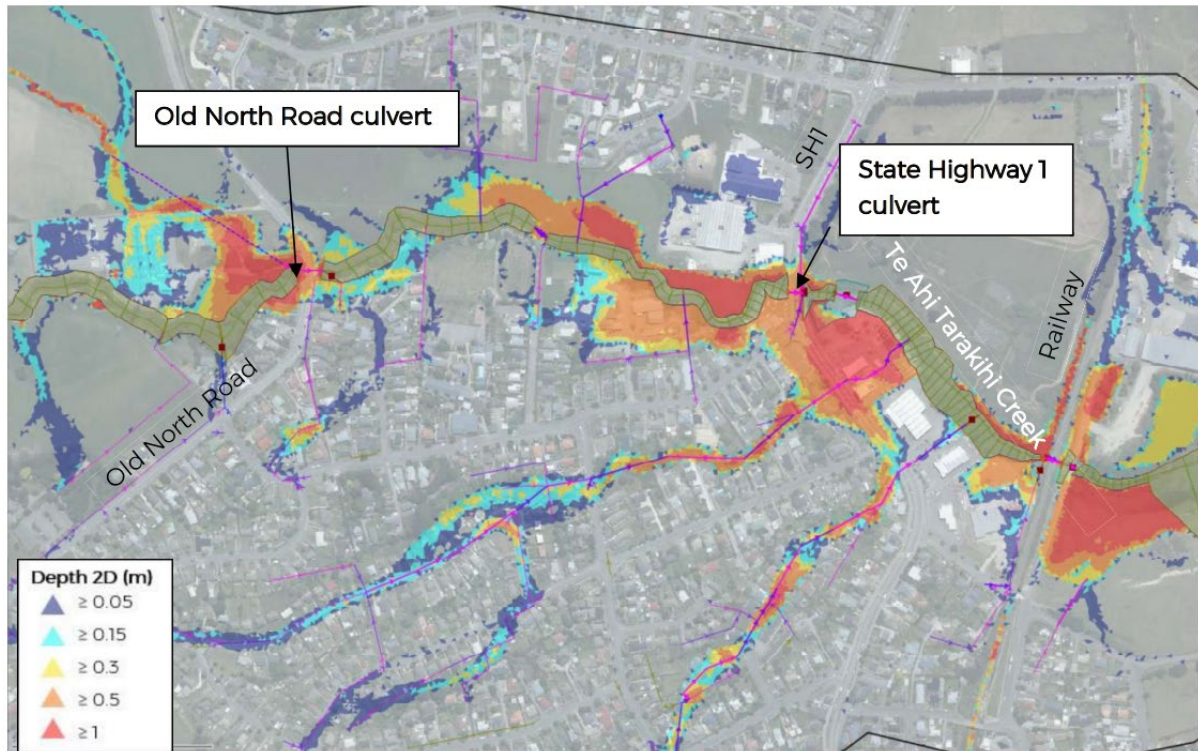 Old North Road culvert
SH1
State Highway 1
culvert
Te Ahi Tarakihi Creek
Railway
Old North Road
Depth 2D (m)
≥ 0.05
≥ 0.15
≥ 0.3
≥ 0.5
≥ 1